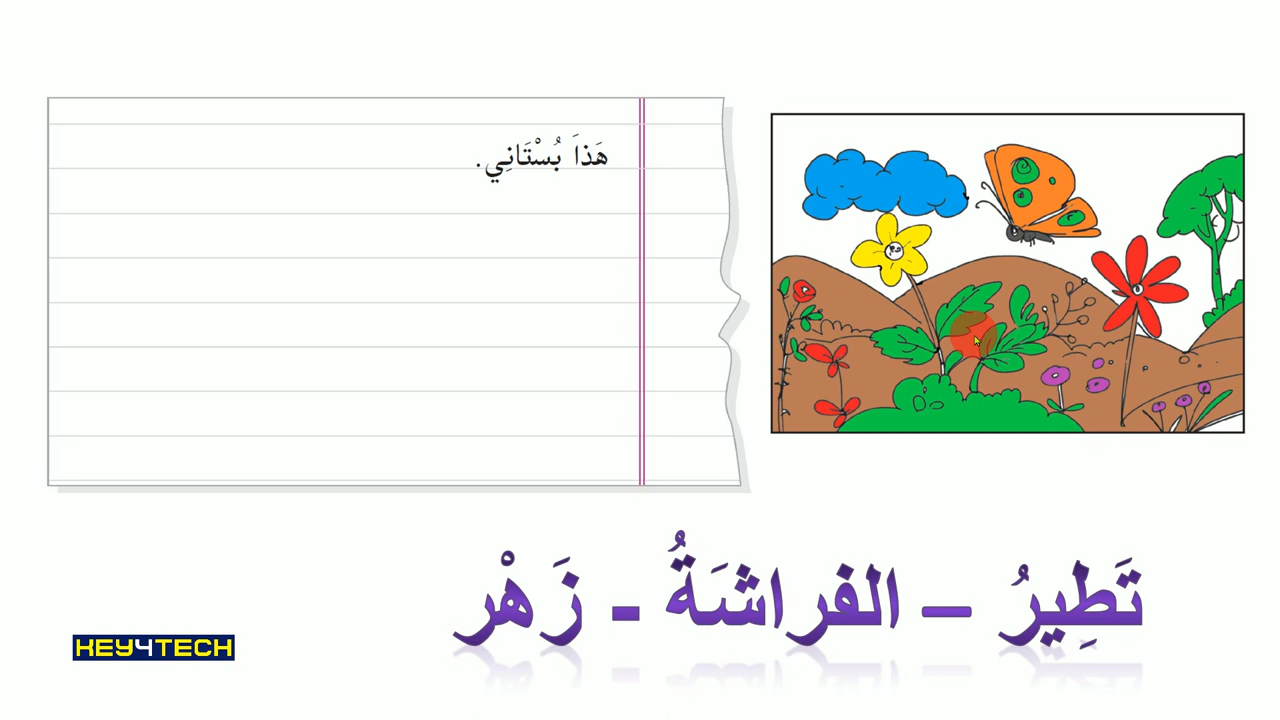 هَذاَ بُسْتَانِي.
تَطِيرُ – الفراشَةُ - زَهْر
KEY4TECH